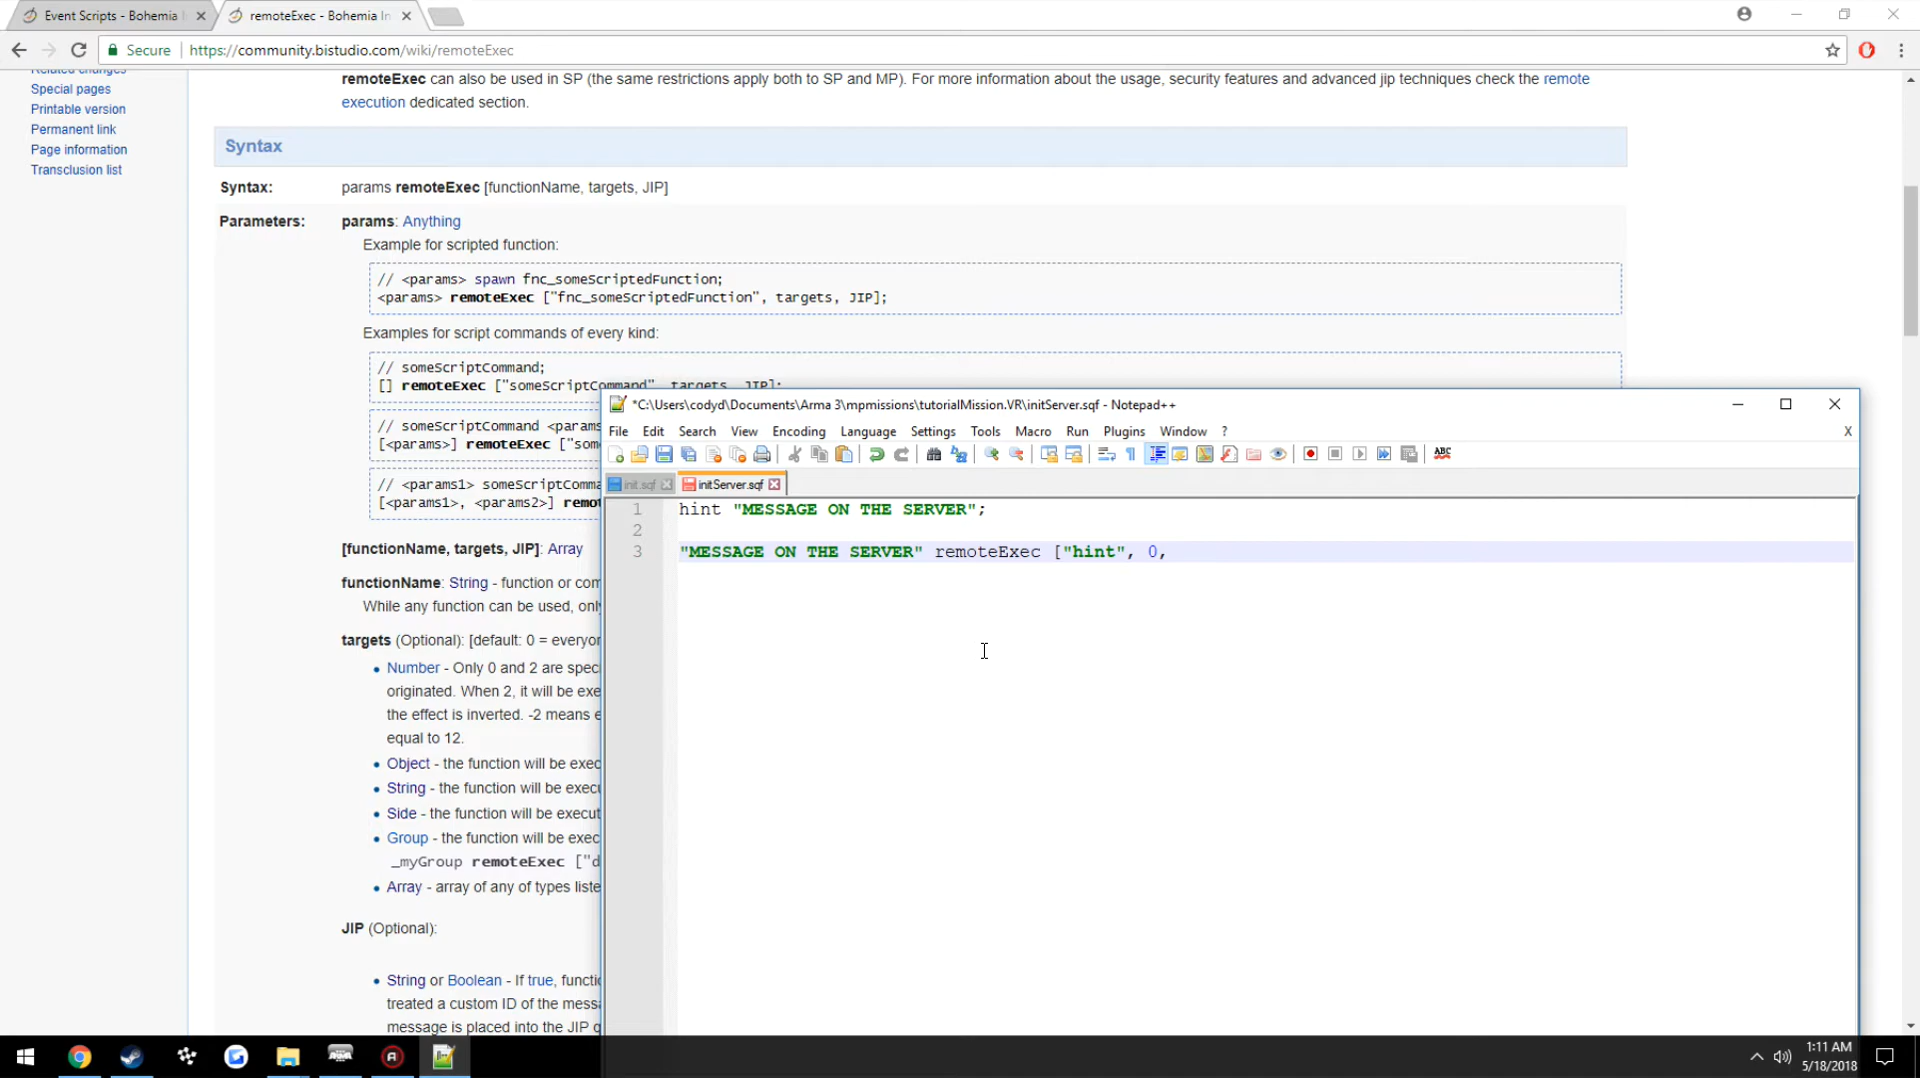 Event Scripts - Bohemia I
remoteExec - Bohemia In
Secure
https://community.bistudio.com/wiki/remoteExec
Related changes
Special pages
Printable version
Permanent link
Page information
Transclusion list
remoteExec can also be used in SP (the same restrictions apply both to SP and MP). For more information about the usage, security features and advanced jip techniques check the remote
execution dedicated section.
Syntax
Syntax: params remoteExec [functionName, targets, JIP]
Parameters: params: Anything
Example for scripted function:
// <params> spawn fnc_someScriptedFunction;
<params> remoteExec ["fnc_someScriptedFunction", targets, JIP];
Examples for script commands of every kind:
// someScriptCommand;
[] remoteExec ["someScriptCommand", targets, JIP];
// someScriptCommand <params
[<params>] remoteExec ["som
// <params1> someScriptComma
[<params1>, <params2>] remo
[functionName, targets, JIP]: Array
functionName: String - function or com
While any function can be used, only
targets (Optional): [default: 0 = everyon
Number - Only 0 and 2 are spec
originated. When 2, it will be exe
the effect is inverted. -2 means e
equal to 12.
Object - the function will be exec
String - the function will be execu
Side - the function will be execut
Group - the function will be exec
_myGroup remoteExec ["d
Array - array of any of types liste
JIP (Optional):
String or Boolean - If true, functio
treated a custom ID of the messa
message is placed into the JIP q
*C:\Users\codyd\Documents\Arma 3\mpmissions\tutorialMission.VR\initServer.sqf - Notepad++
File Edit Search View Encoding Language Settings Tools Macro Run Plugins Window ? X
ABC
init.sqf
initServer.sqf
1 hint "MESSAGE ON THE SERVER";
2
3 "MESSAGE ON THE SERVER" remoteExec ["hint", 0,
1:11 AM
5/18/2018